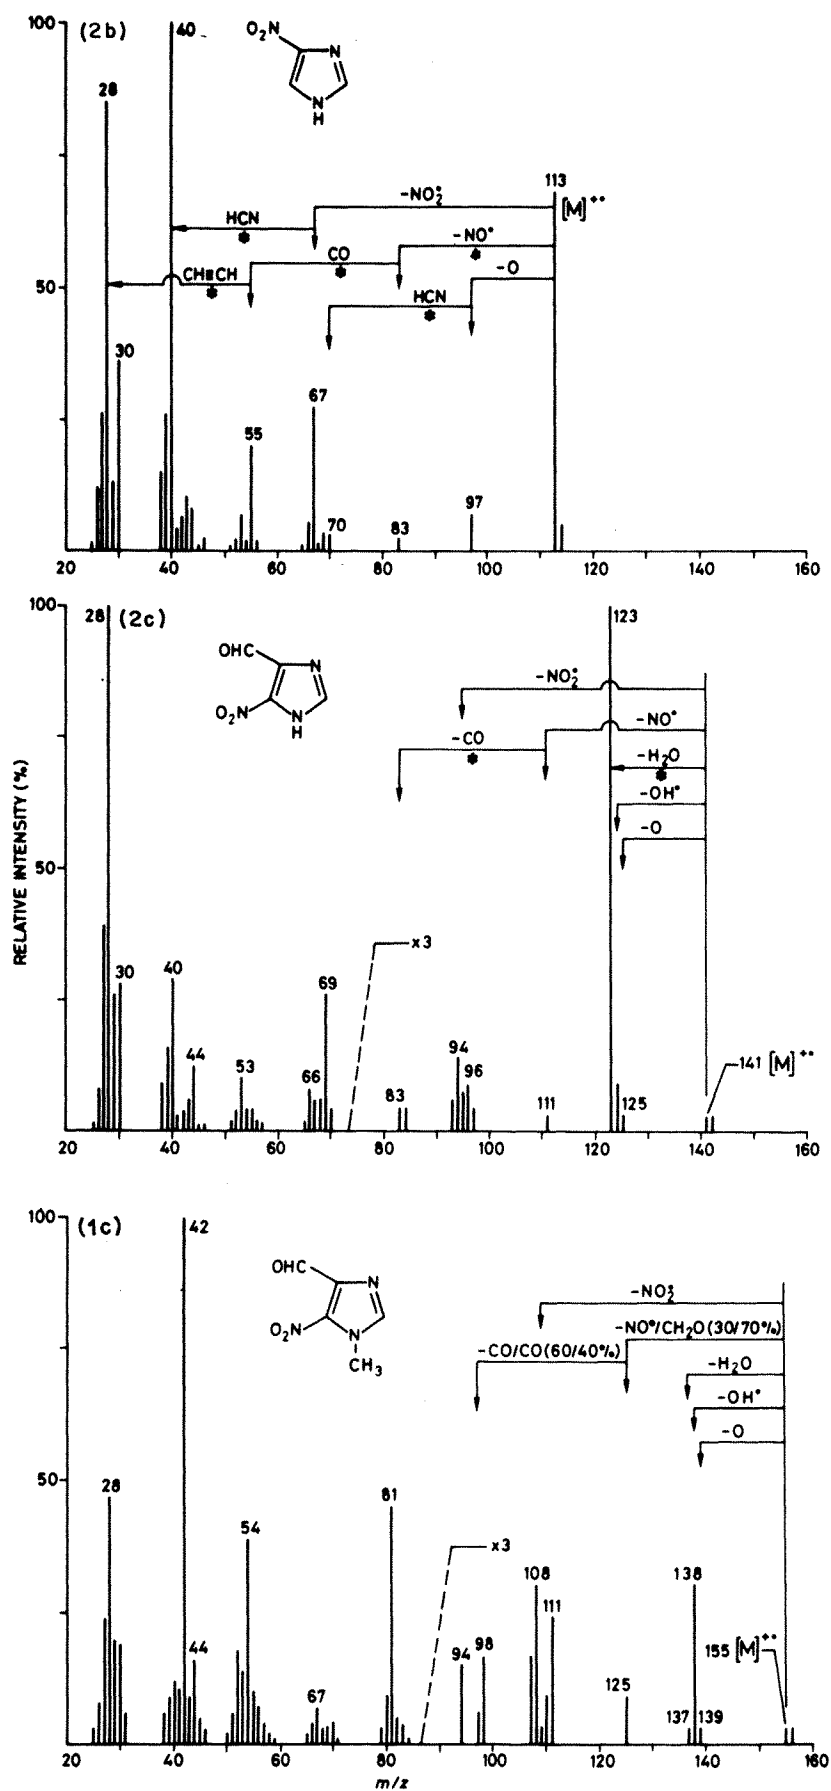 100
(2b)
40
O₂N
N
N
H
28
113
-NO₂•
[M]+•
HCN
*
-NO•
*
CO
*
-O
CH≡CH
*
50
HCN
*
30
67
55
70
83
97
20 40 60 80 100 120 140 160
100
28
(2c)
123
OHC
N
O₂N
N
H
-NO₂•
-NO•
-CO
*
-H₂O
*
-OH•
-O
50
RELATIVE INTENSITY (%)
x3
30
40
69
44
53
66
94
96
83
111
125
141 [M]+•
20 40 60 80 100 120 140 160
100
(1c)
42
OHC
N
O₂N
N
CH₃
-NO₂•
-NO•/CH₂O(30/70%)
-CO/CO(60/40%)
-H₂O
-OH•
-O
50
28
81
54
x3
108
138
111
44
94
98
155 [M]+•
67
125
137
139
20 40 60 80 100 120 140 160
m/z